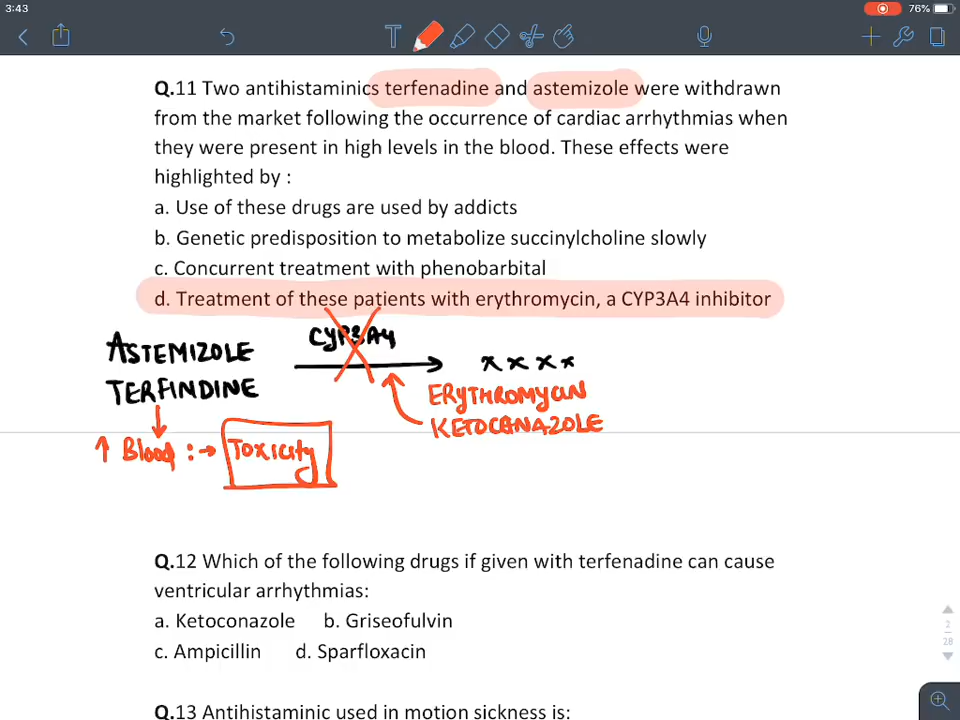 3:43
76%
T
Q.11 Two antihistaminics terfenadine and astemizole were withdrawn
from the market following the occurrence of cardiac arrhythmias when
they were present in high levels in the blood. These effects were
highlighted by :
a. Use of these drugs are used by addicts
b. Genetic predisposition to metabolize succinylcholine slowly
c. Concurrent treatment with phenobarbital
d. Treatment of these patients with erythromycin, a CYP3A4 inhibitor
ASTEMIZOLE CYP3A4 x x x x
TERFINDINE ERYTHROMYCIN
KETOCANAZOLE
↑ Blood :→ Toxicity
Q.12 Which of the following drugs if given with terfenadine can cause
ventricular arrhythmias:
a. Ketoconazole b. Griseofulvin
c. Ampicillin d. Sparfloxacin
2
28
Q.13 Antihistaminic used in motion sickness is: